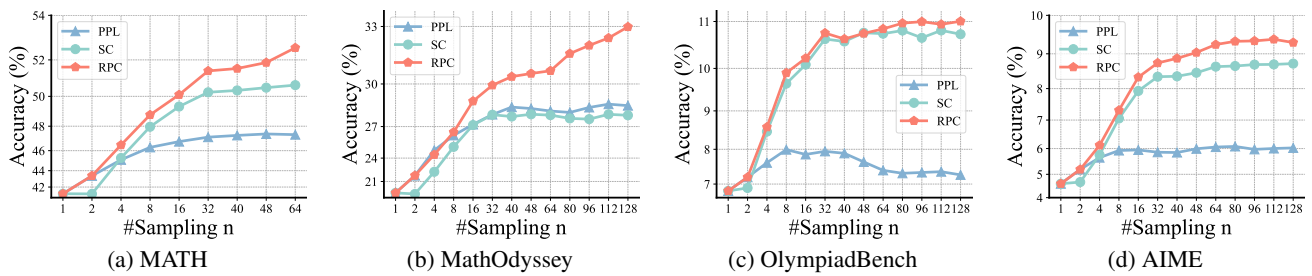 Accuracy (%)
54
52
50
48
46
44
42
PPL
SC
RPC
1 2 4 8 16 32 40 48 64
#Sampling n
(a) MATH
Accuracy (%)
33
30
27
24
21
PPL
SC
RPC
1 2 4 8 16 32 40 48 56 80 96 112 128
#Sampling n
(b) MathOdyssey
Accuracy (%)
11
10
9
8
7
PPL
SC
RPC
1 2 4 8 16 32 40 48 64 80 96 112 128
#Sampling n
(c) OlympiadBench
Accuracy (%)
10
9
8
7
6
5
4
PPL
SC
RPC
1 2 4 8 16 32 40 48 64 80 96 112 128
#Sampling n
(d) AIME